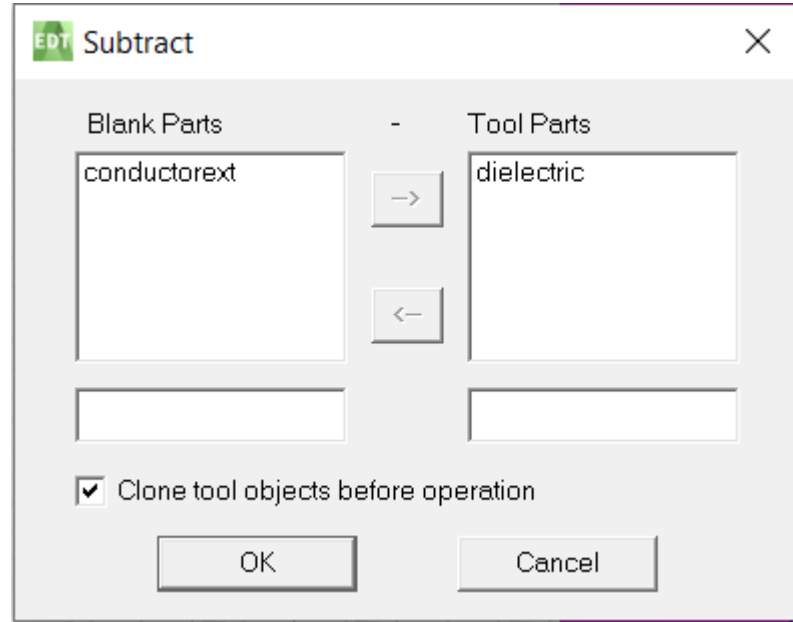 EDT Subtract
Blank Parts - Tool Parts
conductorext dielectric
-->
<--
Clone tool objects before operation
OK Cancel